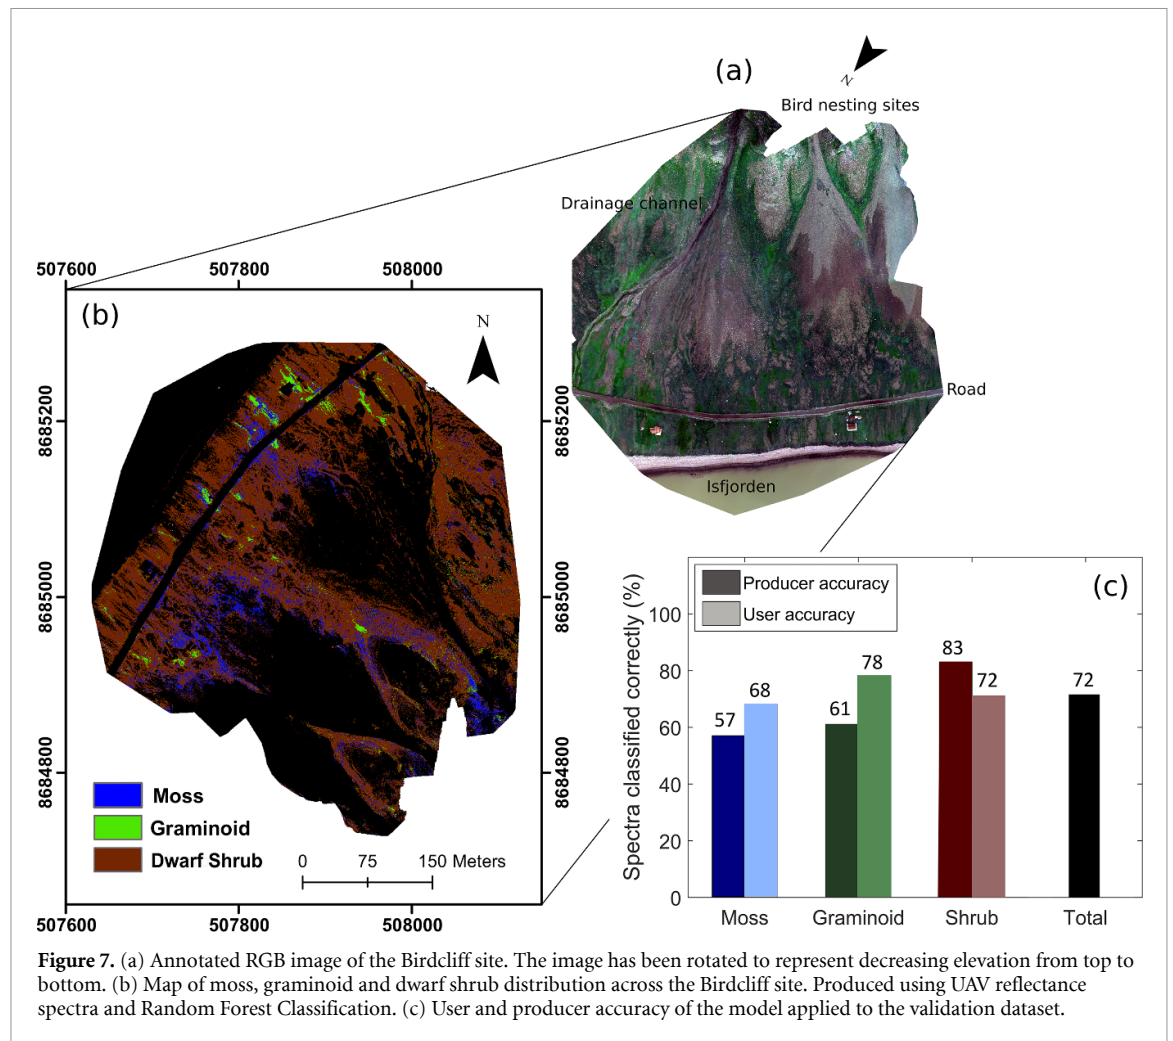 (a)
N
Bird nesting sites
Drainage channel
Road
Isfjorden
507600 507800 508000
(b)
N
8685200 8685200
8685000 8685000
8684800 8684800
Moss
Graminoid
Dwarf Shrub
0 75 150 Meters
507600 507800 508000
(c)
Producer accuracy
User accuracy
Spectra classified correctly (%)
100
80
60
40
20
0
57 68 61 78 83 72 72
Moss Graminoid Shrub Total
Figure 7. (a) Annotated RGB image of the Birdcliff site. The image has been rotated to represent decreasing elevation from top to
bottom. (b) Map of moss, graminoid and dwarf shrub distribution across the Birdcliff site. Produced using UAV reflectance
spectra and Random Forest Classification. (c) User and producer accuracy of the model applied to the validation dataset.